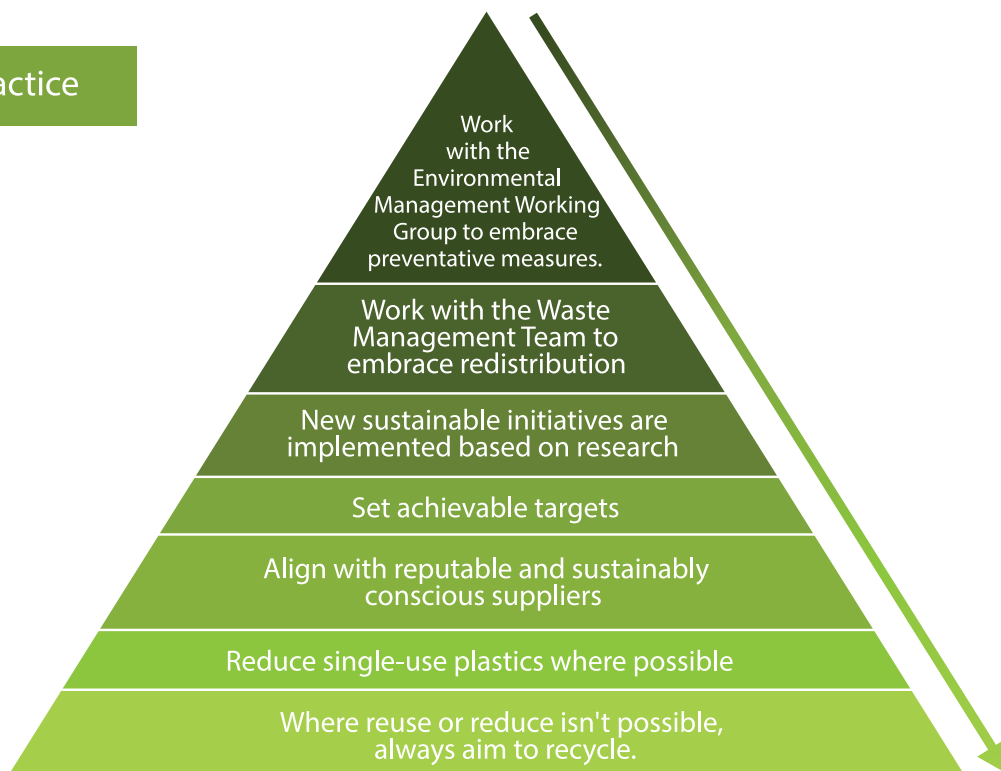 Work
with the
Environmental
Management Working
Group to embrace
preventative measures.
Work with the Waste
Management Team to
embrace redistribution
New sustainable initiatives are
implemented based on research
Set achievable targets
Align with reputable and sustainably
conscious suppliers
Reduce single-use plastics where possible
Where reuse or reduce isn't possible,
always aim to recycle.